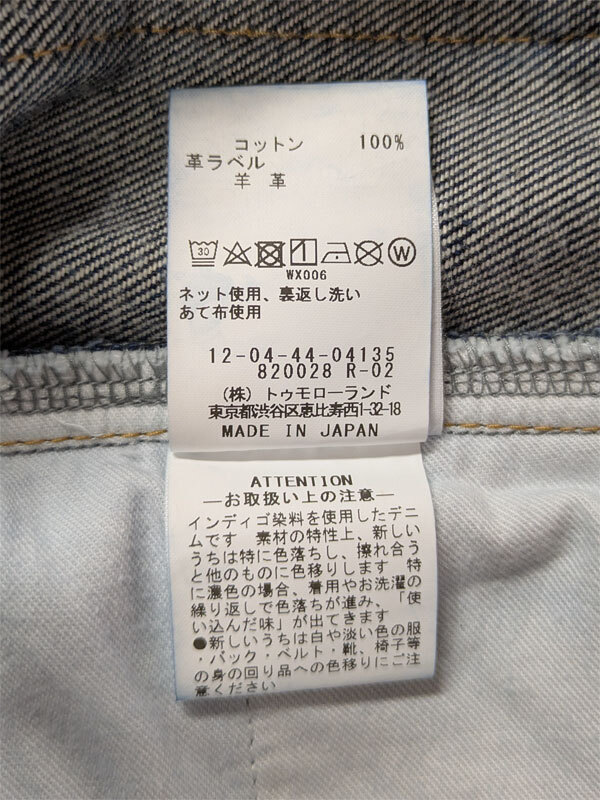 コットン 100%
革ラベル
羊 革
30 W
WX006
ネット使用、裏返し洗い
あて布使用
12-04-44-04135
820028 R-02
(株) トゥモローランド
東京都渋谷区恵比寿西1-32-18
MADE IN JAPAN
ATTENTION
―お取扱い上の注意―
インディゴ染料を使用したデニ
ムです 素材の特性上、新しい
うちは特に色落ちし、擦れ合う
と他のものに色移りします 特
に濃色の場合、着用やお洗濯の
繰り返しで色落ちが進み、「使
い込んだ味」が出てきます
●新しいうちは白や淡い色の服
・バック・ベルト・靴、椅子等
の身の回り品への色移りにご注
意ください